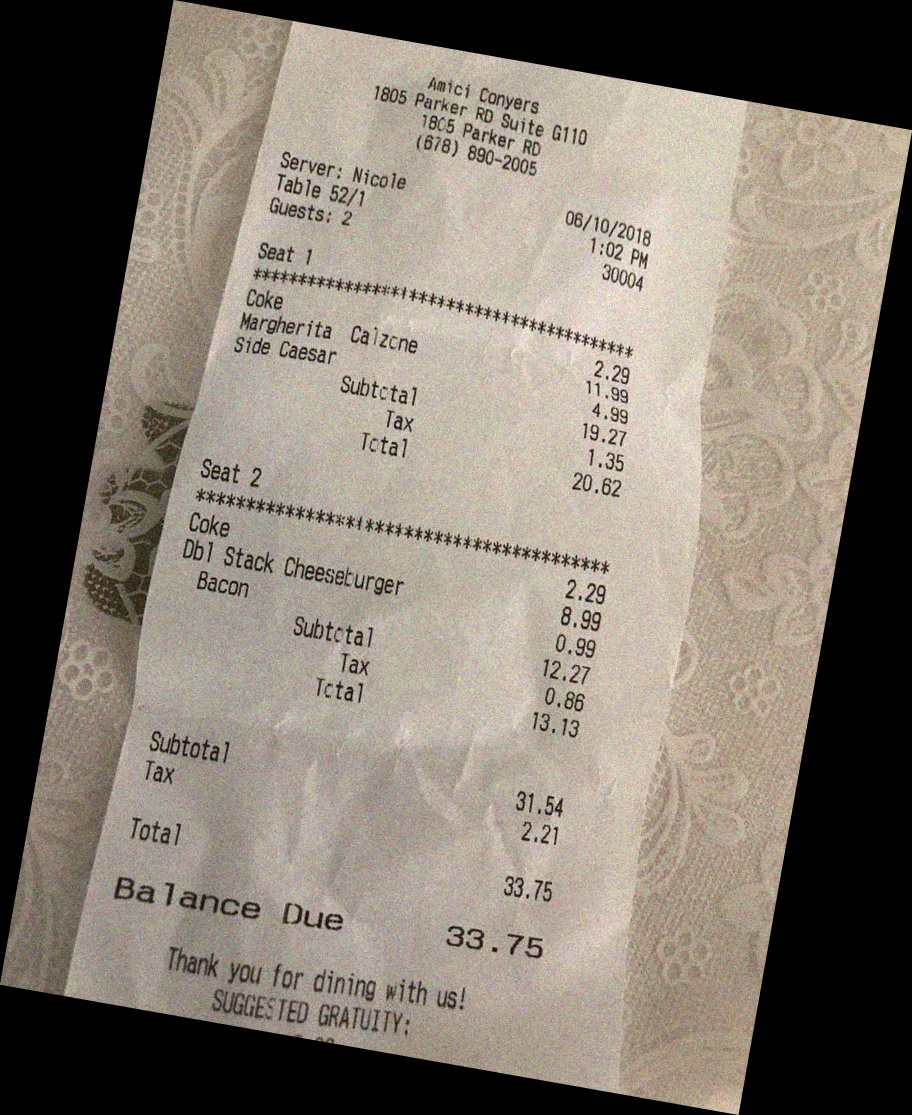 Amici Conyers
1805 Parker RD Suite G110
1805 Parker RD
(678) 890-2005
Server: Nicole 06/10/2018
Table 52/1 1:02 PM
Guests: 2 30004
Seat 1
******************************************
Coke 2.29
Margherita Calzone 11.99
Side Caesar 4.99
Subtotal 19.27
Tax 1.35
Total 20.62
Seat 2
******************************************
Coke 2.29
Dbl Stack Cheeseburger 8.99
Bacon 0.99
Subtotal 12.27
Tax 0.86
Total 13.13
Subtotal 31.54
Tax 2.21
Total 33.75
Balance Due 33.75
Thank you for dining with us!
SUGGESTED GRATUITY: